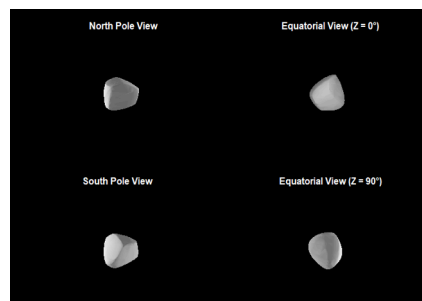 North Pole View
Equatorial View (Z = 0°)
South Pole View
Equatorial View (Z = 90°)